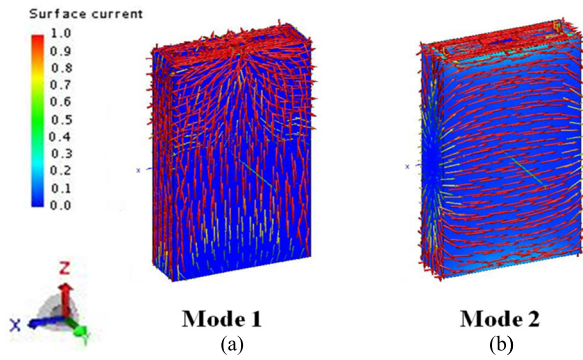 Surface current
1.0
0.9
0.8
0.7
0.6
0.5
0.4
0.3
0.2
0.1
0.0
x
x
Z
X
Y
Mode 1
Mode 2
(a)
(b)